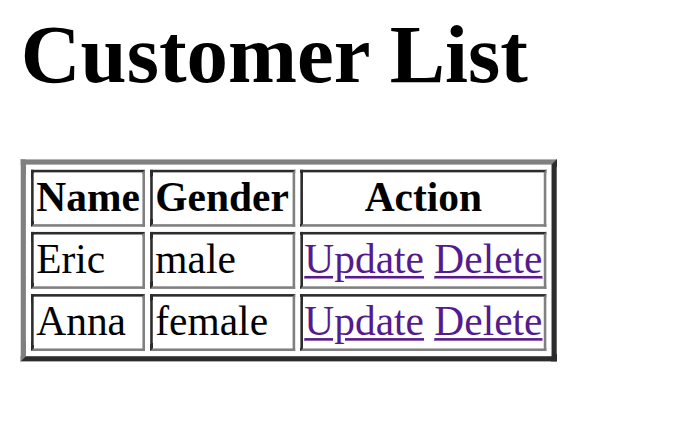 Customer List
Name Gender Action
Eric male Update Delete
Anna female Update Delete